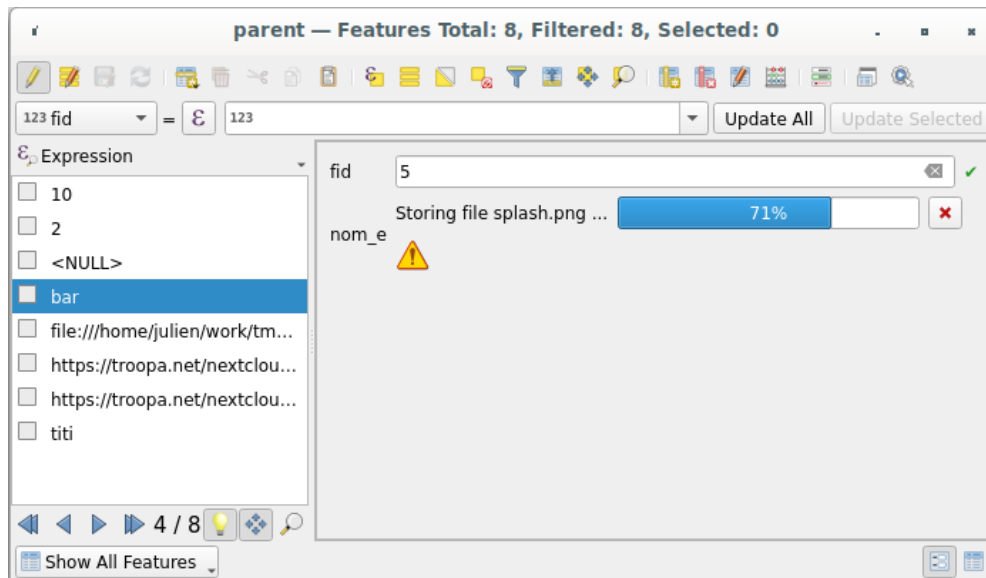 parent — Features Total: 8, Filtered: 8, Selected: 0
123 fid = ε 123 Update All Update Selected
Expression
10
2
<NULL>
bar
file:///home/julien/work/tm...
https://troopa.net/nextclou...
https://troopa.net/nextclou...
titi
fid 5
Storing file splash.png ... 71%
nom_e
4 / 8
Show All Features